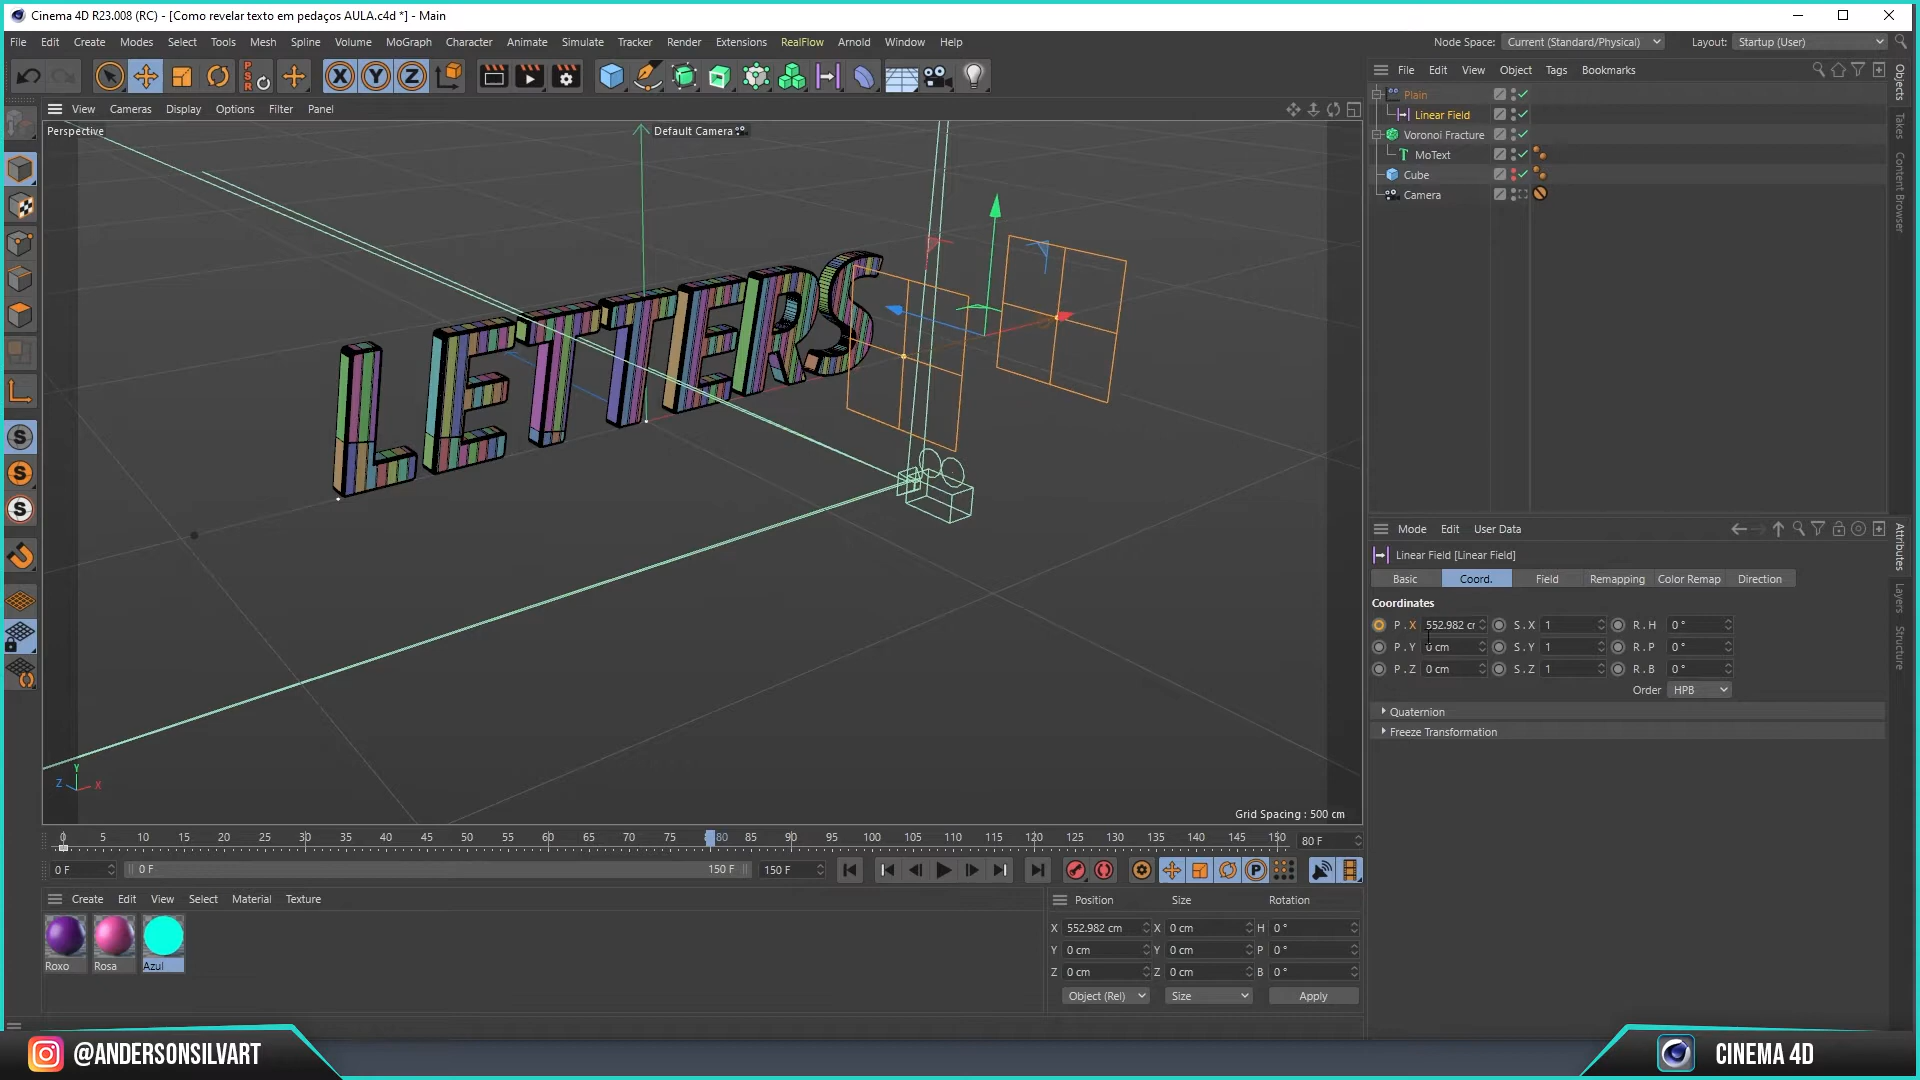 Cinema 4D R23.008 (RC) - [Como revelar texto em pedaços AULA.c4d *] - Main
File Edit Create Modes Select Tools Mesh Spline Volume MoGraph Character Animate Simulate Tracker Render Extensions RealFlow Arnold Window Help
Node Space: Current (Standard/Physical) Layout: Startup (User)
P S R X Y Z
File Edit View Object Tags Bookmarks
View Cameras Display Options Filter Panel
Perspective
Default Camera
Plain
Linear Field
Voronoi Fracture
MoText
Cube
Camera
Objects
Takes
Content Browser
LETTERS
S
S
S
Y
Z X
Grid Spacing : 500 cm
Mode Edit User Data
Linear Field [Linear Field]
Basic Coord. Field Remapping Color Remap Direction
Coordinates
P . X 552.982 cr S . X 1 R . H 0 °
P . Y 0 cm S . Y 1 R . P 0 °
P . Z 0 cm S . Z 1 R . B 0 °
Order HPB
Quaternion
Freeze Transformation
Attributes
Layers
Structure
0 5 10 15 20 25 30 35 40 45 50 55 60 65 70 75 80 85 90 95 100 105 110 115 120 125 130 135 140 145 150 80 F
0 F 0 F 150 F 150 F P
Create Edit View Select Material Texture
Roxo Rosa Azul
Position Size Rotation
X 552.982 cm X 0 cm H 0 °
Y 0 cm Y 0 cm P 0 °
Z 0 cm Z 0 cm B 0 °
Object (Rel) Size Apply
@ANDERSONSILVART
CINEMA 4D